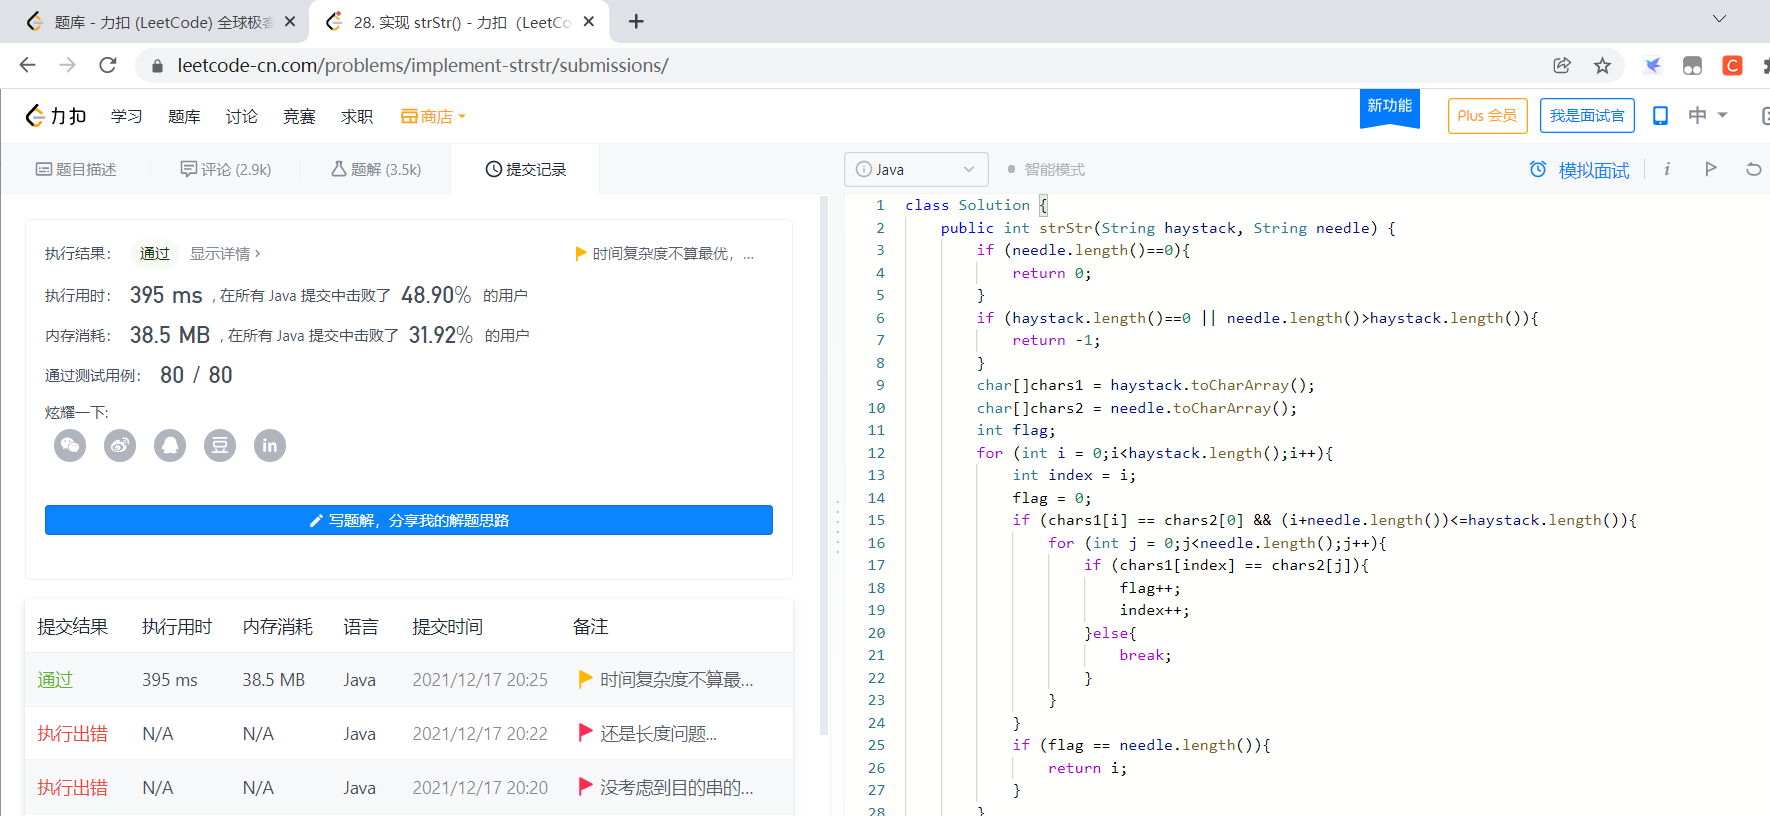 题库 - 力扣 (LeetCode) 全球极客
28. 实现 strStr() - 力扣 (LeetCo
leetcode-cn.com/problems/implement-strstr/submissions/
力扣 学习 题库 讨论 竞赛 求职 商店 新功能 Plus 会员 我是面试官 中
题目描述 评论 (2.9k) 题解 (3.5k) 提交记录
Java 智能模式 模拟面试
执行结果： 通过 显示详情 › 时间复杂度不算最优，...
执行用时： 395 ms , 在所有 Java 提交中击败了 48.90% 的用户
内存消耗： 38.5 MB , 在所有 Java 提交中击败了 31.92% 的用户
通过测试用例： 80 / 80
炫耀一下:
豆 in
写题解，分享我的解题思路
提交结果 执行用时 内存消耗 语言 提交时间 备注
通过 395 ms 38.5 MB Java 2021/12/17 20:25 时间复杂度不算最...
执行出错 N/A N/A Java 2021/12/17 20:22 还是长度问题...
执行出错 N/A N/A Java 2021/12/17 20:20 没考虑到目的串的...
1 class Solution {
2 public int strStr(String haystack, String needle) {
3 if (needle.length()==0){
4 return 0;
5 }
6 if (haystack.length()==0 || needle.length()>haystack.length()){
7 return -1;
8 }
9 char[]chars1 = haystack.toCharArray();
10 char[]chars2 = needle.toCharArray();
11 int flag;
12 for (int i = 0;i<haystack.length();i++){
13 int index = i;
14 flag = 0;
15 if (chars1[i] == chars2[0] && (i+needle.length())<=haystack.length()){
16 for (int j = 0;j<needle.length();j++){
17 if (chars1[index] == chars2[j]){
18 flag++;
19 index++;
20 }else{
21 break;
22 }
23 }
24 }
25 if (flag == needle.length()){
26 return i;
27 }
28 }